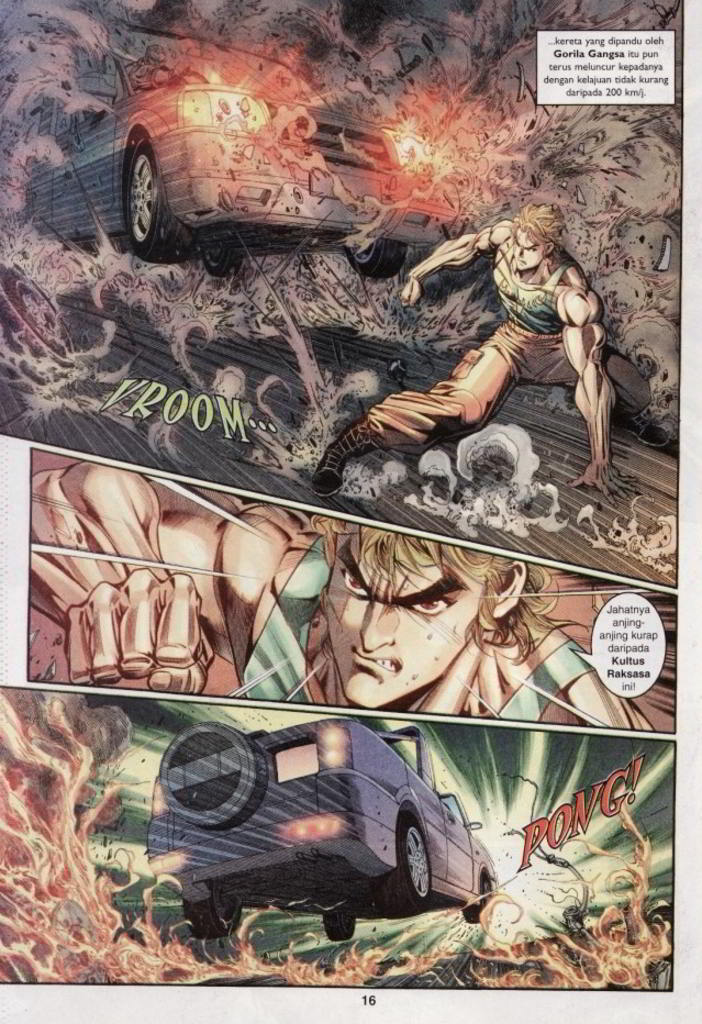 ...kereta yang dipandu oleh
Gorila Gangsa itu pun
terus meluncur kepadanya
dengan kelajuan tidak kurang
daripada 200 km/j.
VROOM...
Jahatnya
anjing-
anjing kurap
daripada
Kultus
Raksasa
ini!
PONG!
16